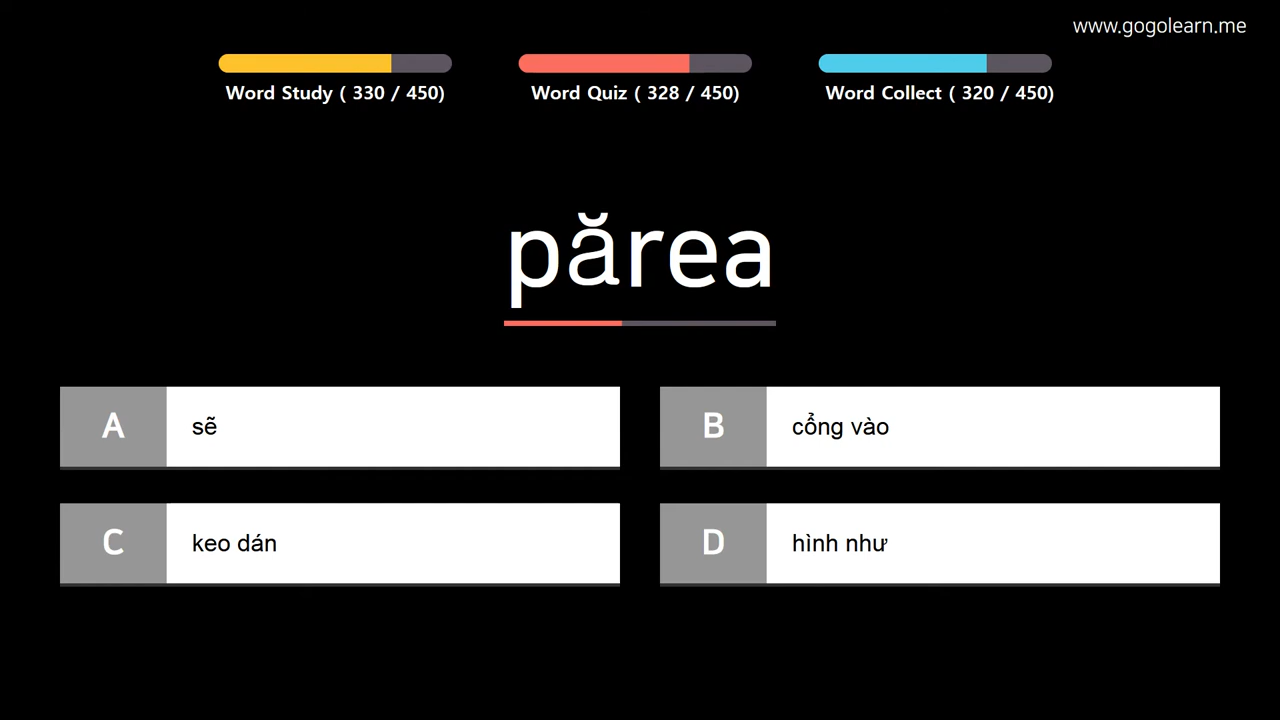 www.gogolearn.me
Word Study ( 330 / 450)
Word Quiz ( 328 / 450)
Word Collect ( 320 / 450)
părea
A
sẽ
B
cổng vào
C
keo dán
D
hình như